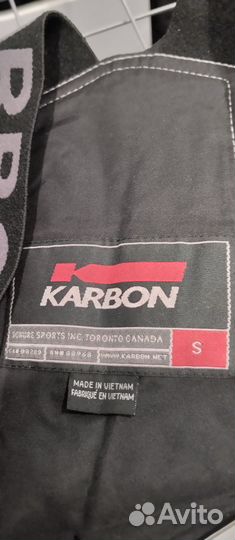 KARBON
SCHURE SPORTS INC. TORONTO CANADA
WWW.KARBON.NET
S
MADE IN VIETNAM
FABRIQUÉ EN VIETNAM
Avito